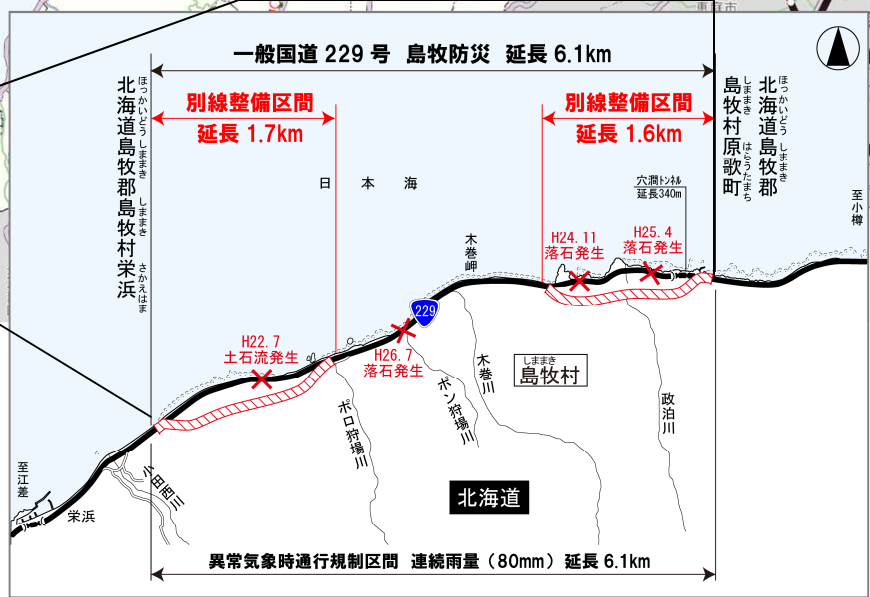 一般国道 229 号 島牧防災 延長 6.1km
別線整備区間
延長 1.7km
別線整備区間
延長 1.6km
ほっかいどう しままき しままき さかえはま
北海道島牧郡島牧村栄浜
ほっかいどう しままき
北海道島牧郡
しままき はらうたまち
島牧村原歌町
日本海
穴澗トンネル
延長340m
至小樽
木巻岬
H24.11
落石発生
H25.4
落石発生
229
H22.7
土石流発生
H26.7
落石発生
木巻川
しままき
島牧村
ポン狩場川
ポロ狩場川
政泊川
小田西川
至江差
栄浜
北海道
異常気象時通行規制区間 連続雨量（80mm）延長 6.1km